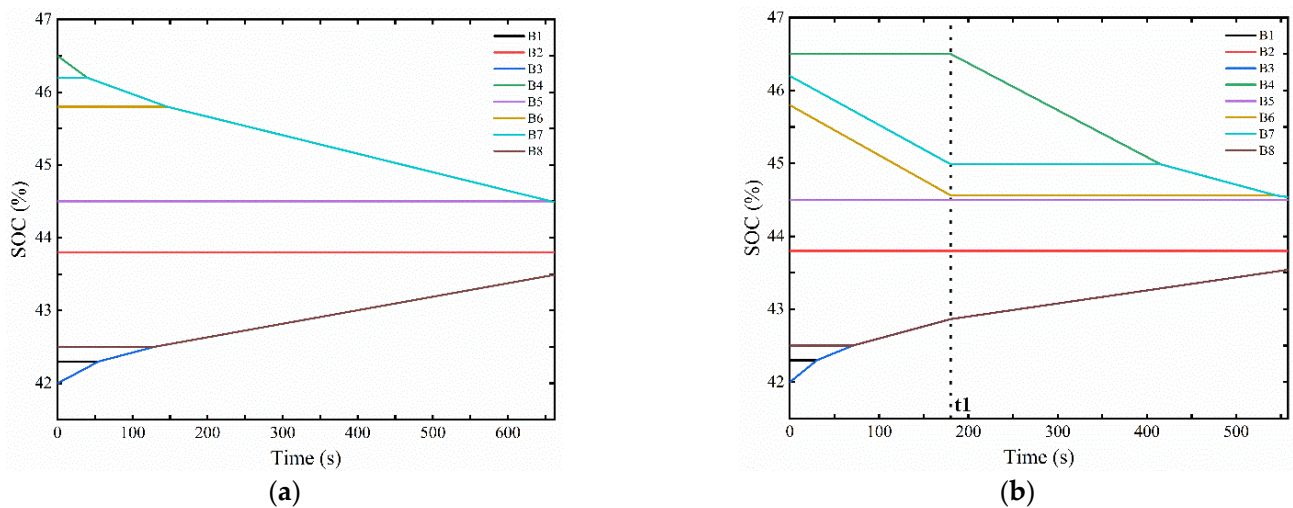 47
46
45
44
43
42
SOC (%)
0 100 200 300 400 500 600
Time (s)
B1
B2
B3
B4
B5
B6
B7
B8
(a)
47
46
45
44
43
42
SOC (%)
0 100 200 300 400 500
Time (s)
B1
B2
B3
B4
B5
B6
B7
B8
t1
(b)